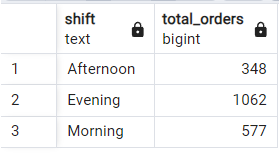 shift total_orders
text bigint
1 Afternoon 348
2 Evening 1062
3 Morning 577